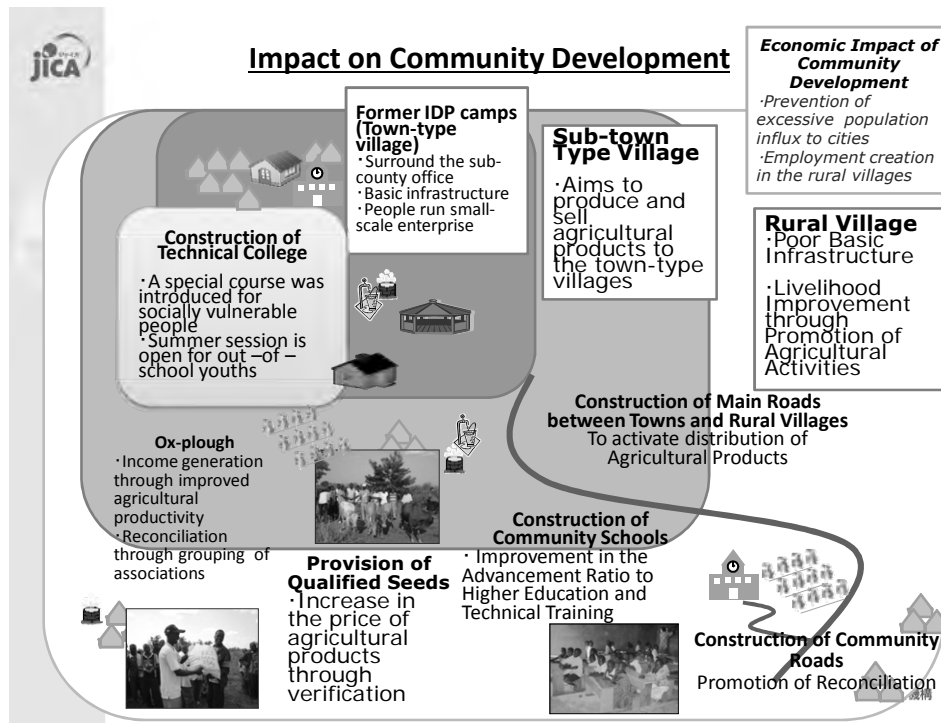 jICA
Impact on Community Development
Economic Impact of
Community
Development
·Prevention of
excessive population
influx to cities
·Employment creation
in the rural villages
Former IDP camps
(Town-type
village)
·Surround the sub-
county office
·Basic infrastructure
·People run small-
scale enterprise
Sub-town
Type Village
·Aims to
produce and
sell
agricultural
products to
the town-type
villages
Rural Village
·Poor Basic
Infrastructure
·Livelihood
Improvement
through
Promotion of
Agricultural
Activities
Construction of
Technical College
·A special course was
introduced for
socially vulnerable
people
·Summer session is
open for out –of –
school youths
Construction of Main Roads
between Towns and Rural Villages
To activate distribution of
Agricultural Products
Ox-plough
·Income generation
through improved
agricultural
productivity
·Reconciliation
through grouping of
associations
Provision of
Qualified Seeds
·Increase in
the price of
agricultural
products
through
verification
Construction of
Community Schools
· Improvement in the
Advancement Ratio to
Higher Education and
Technical Training
Construction of Community
Roads
Promotion of Reconciliation
機構